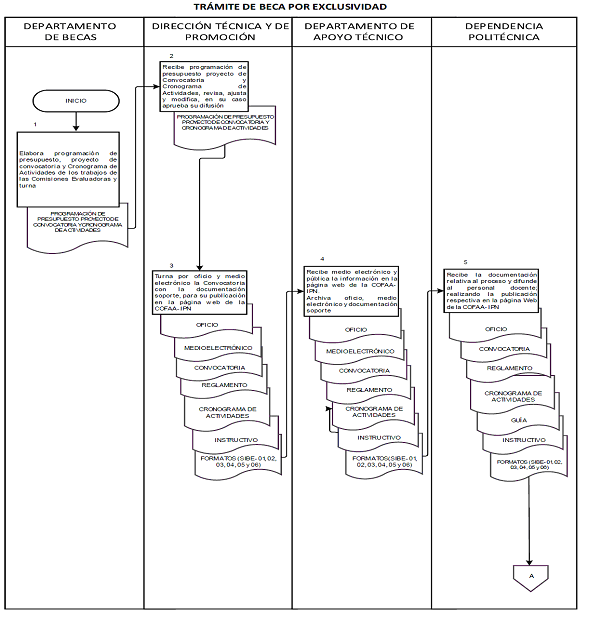 TRÁMITE DE BECA POR EXCLUSIVIDAD
DEPARTAMENTO
DE BECAS
DIRECCIÓN TÉCNICA Y DE
PROMOCIÓN
DEPARTAMENTO DE
APOYO TÉCNICO
DEPENDENCIA
POLITÉCNICA
INICIO
1
Elabora programación de
presupuesto, proyecto de
convocatoria y Cronograma de
Actividades de los trabajos de
las Comisiones Evaluadoras y
turna
PROGRAMACIÓN DE
PRESUPUESTO PROYECTO DE
CONVOCATORIA Y CRONOGRAMA
DE ACTIVIDADES
2
Recibe programación de
presupuesto proyecto de
Convocatoria y
Cronograma de
Actividades, revisa, ajusta
y modifica, en su caso
aprueba su difusión
PROGRAMACIÓN DE PRESUPUESTO
PROYECTO DE CONVOCATORIA Y
CRONOGRAMA DE ACTIVIDADES
3
Turna por oficio y medio
electrónico la Convocatoria
con la documentación
soporte, para su publicación
en la página web de la
COFAA- IPN
OFICIO
MEDIO ELECTRÓNICO
CONVOCATORIA
REGLAMENTO
CRONOGRAMA DE
ACTIVIDADES
INSTRUCTIVO
FORMATOS (SIBE- 01, 02,
03, 04, 05 y 06)
4
Recibe medio electrónico y
pública la información en la
página web de la COFAA-
IPN.
Archiva oficio, medio
electrónico y documentación
soporte
OFICIO
MEDIO ELECTRÓNICO
CONVOCATORIA
REGLAMENTO
CRONOGRAMA DE
ACTIVIDADES
INSTRUCTIVO
FORMATOS(SIBE- 01,
02, 03, 04, 05 y 06)
5
Recibe la documentación
relativa al proceso y difunde
al personal docente,
realizando la publicación
respectiva en la página Web
de la COFAA-IPN
OFICIO
CONVOCATORIA
REGLAMENTO
CRONOGRAMA DE
ACTIVIDADES
GUÍA
INSTRUCTIVO
FORMATOS (SIBE- 01, 02,
03, 04, 05 y 06)
A